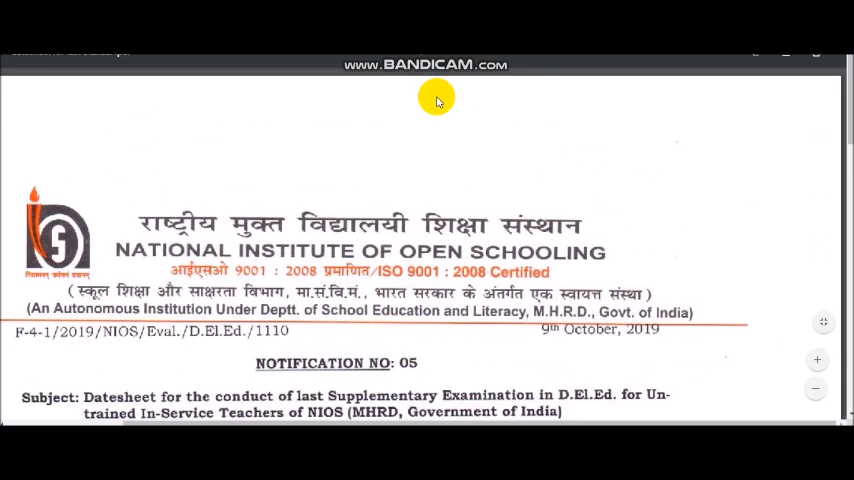 www.BANDICAM.com
राष्ट्रीय मुक्त विद्यालयी शिक्षा संस्थान
NATIONAL INSTITUTE OF OPEN SCHOOLING
आईएसओ 9001 : 2008 प्रमाणित/ISO 9001 : 2008 Certified
(स्कूल शिक्षा और साक्षरता विभाग, मा.सं.वि.मं., भारत सरकार के अंतर्गत एक स्वायत्त संस्था)
(An Autonomous Institution Under Deptt. of School Education and Literacy, M.H.R.D., Govt. of India)
F-4-1/2019/NIOS/Eval./D.El.Ed./1110 9th October, 2019
NOTIFICATION NO: 05
Subject: Datesheet for the conduct of last Supplementary Examination in D.El.Ed. for Un-
trained In-Service Teachers of NIOS (MHRD, Government of India)